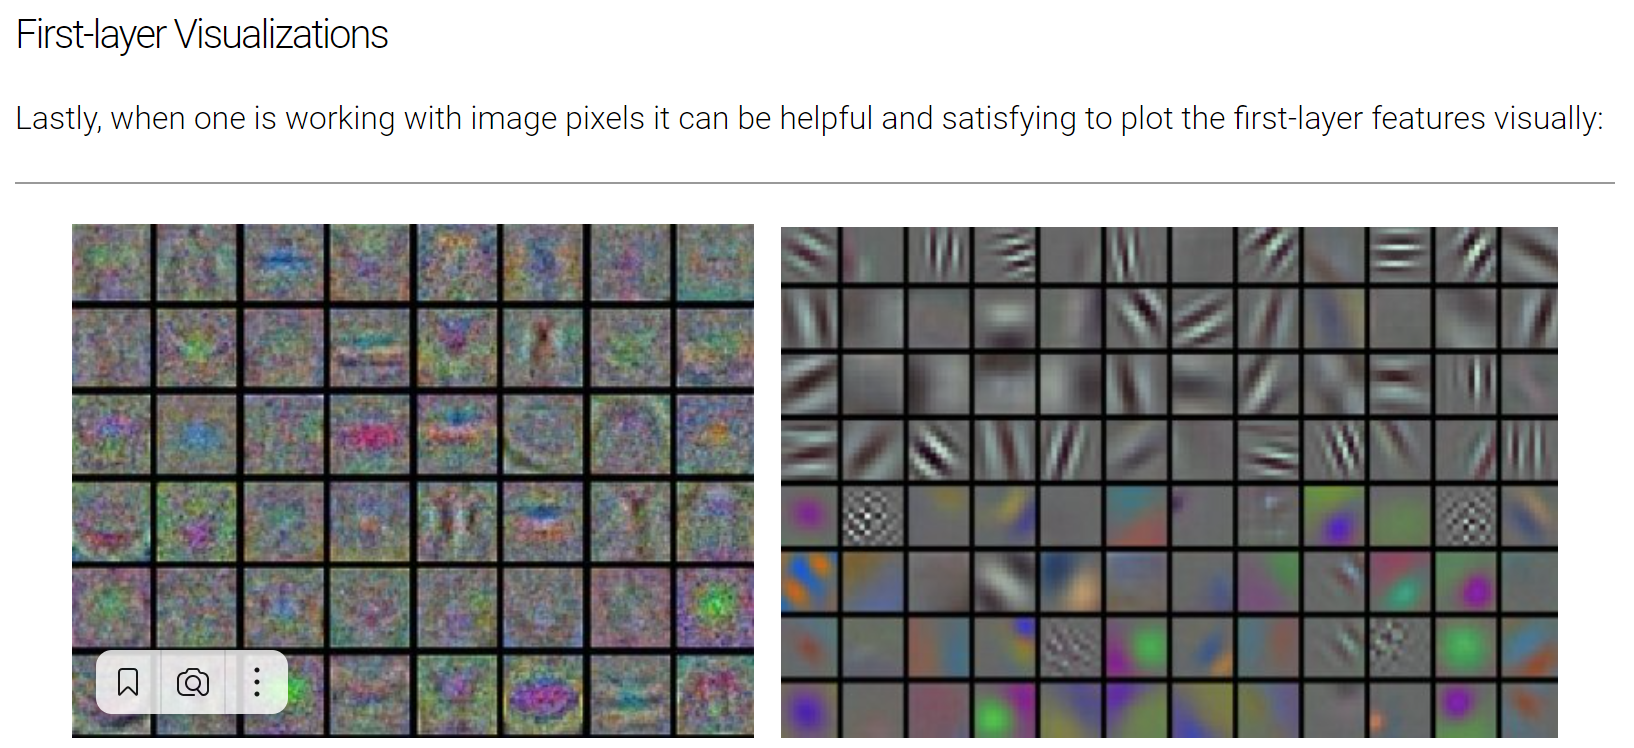 First-layer Visualizations
Lastly, when one is working with image pixels it can be helpful and satisfying to plot the first-layer features visually: